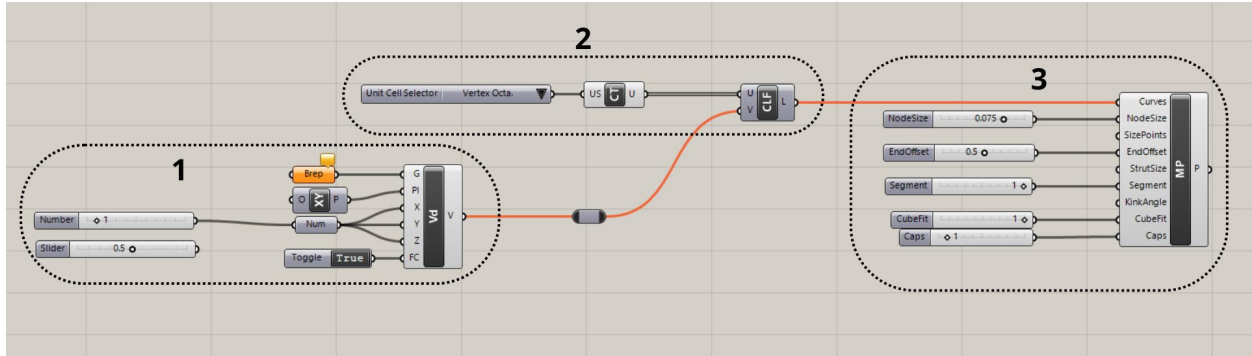 2
3
Unit Cell Selector Vertex Octa.
US CT U
U V CLF L
Curves
NodeSize 0.075 NodeSize
SizePoints
EndOffset 0.5 EndOffset
MP P
StrutSize
Segment 1 Segment
KinkAngle
CubeFit 1 CubeFit
Caps 1 Caps
1
Brep G
O XY P Pl
Number 1 X
Num Y
Vd V
Slider 0.5 Z
Toggle True FC